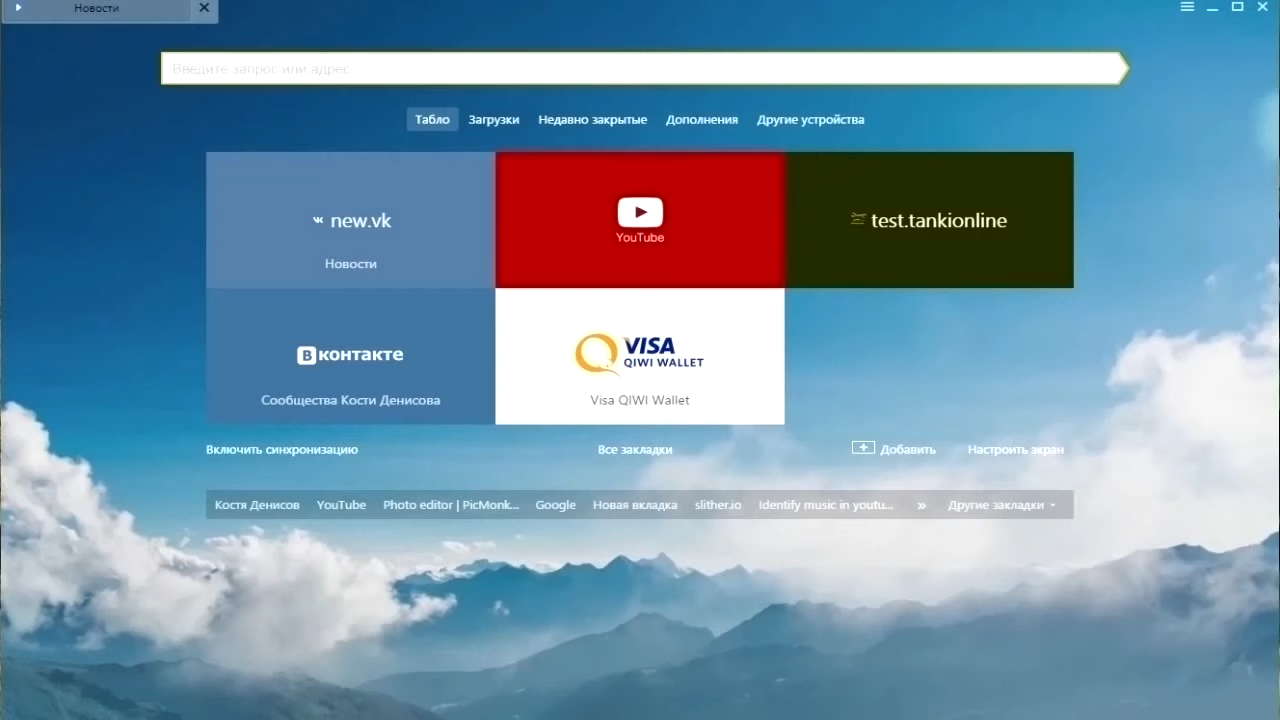 Новости
Введите запрос или адрес
Табло Загрузки Недавно закрытые Дополнения Другие устройства
new.vk
Новости
YouTube
test.tankionline
В контакте
Сообщества Кости Денисова
VISA
QIWI WALLET
Visa QIWI Wallet
Включить синхронизацию Все закладки Добавить Настроить экран
Костя Денисов YouTube Photo editor | PicMonk... Google Новая вкладка slither.io Identify music in youtu... » Другие закладки